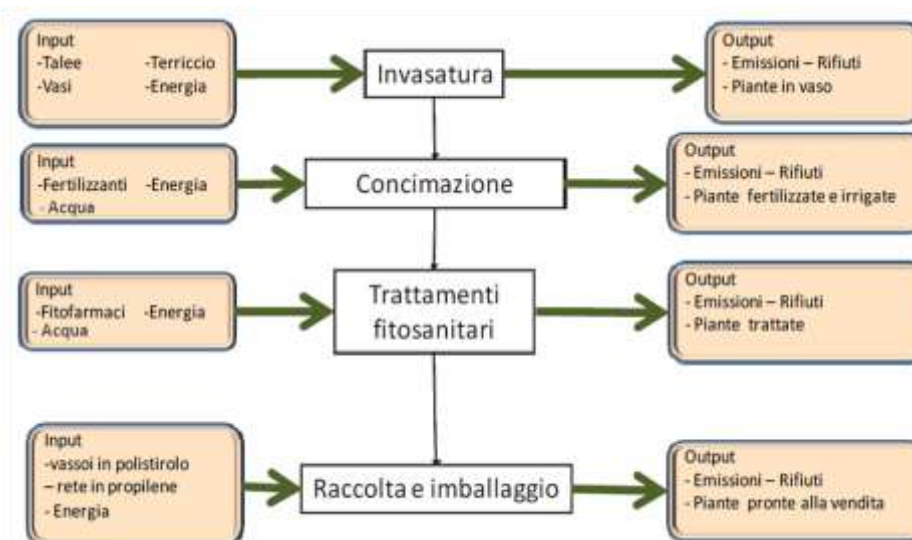 Input
-Talee -Terriccio
-Vasi -Energia
Invasatura
Output
- Emissioni – Rifiuti
- Piante in vaso
Input
-Fertilizzanti -Energia
- Acqua
Concimazione
Output
- Emissioni – Rifiuti
- Piante fertilizzate e irrigate
Input
-Fitofarmaci -Energia
- Acqua
Trattamenti
fitosanitari
Output
- Emissioni – Rifiuti
- Piante trattate
Input
-vassoi in polistirolo
– rete in propilene
- Energia
Raccolta e imballaggio
Output
- Emissioni – Rifiuti
- Piante pronte alla vendita